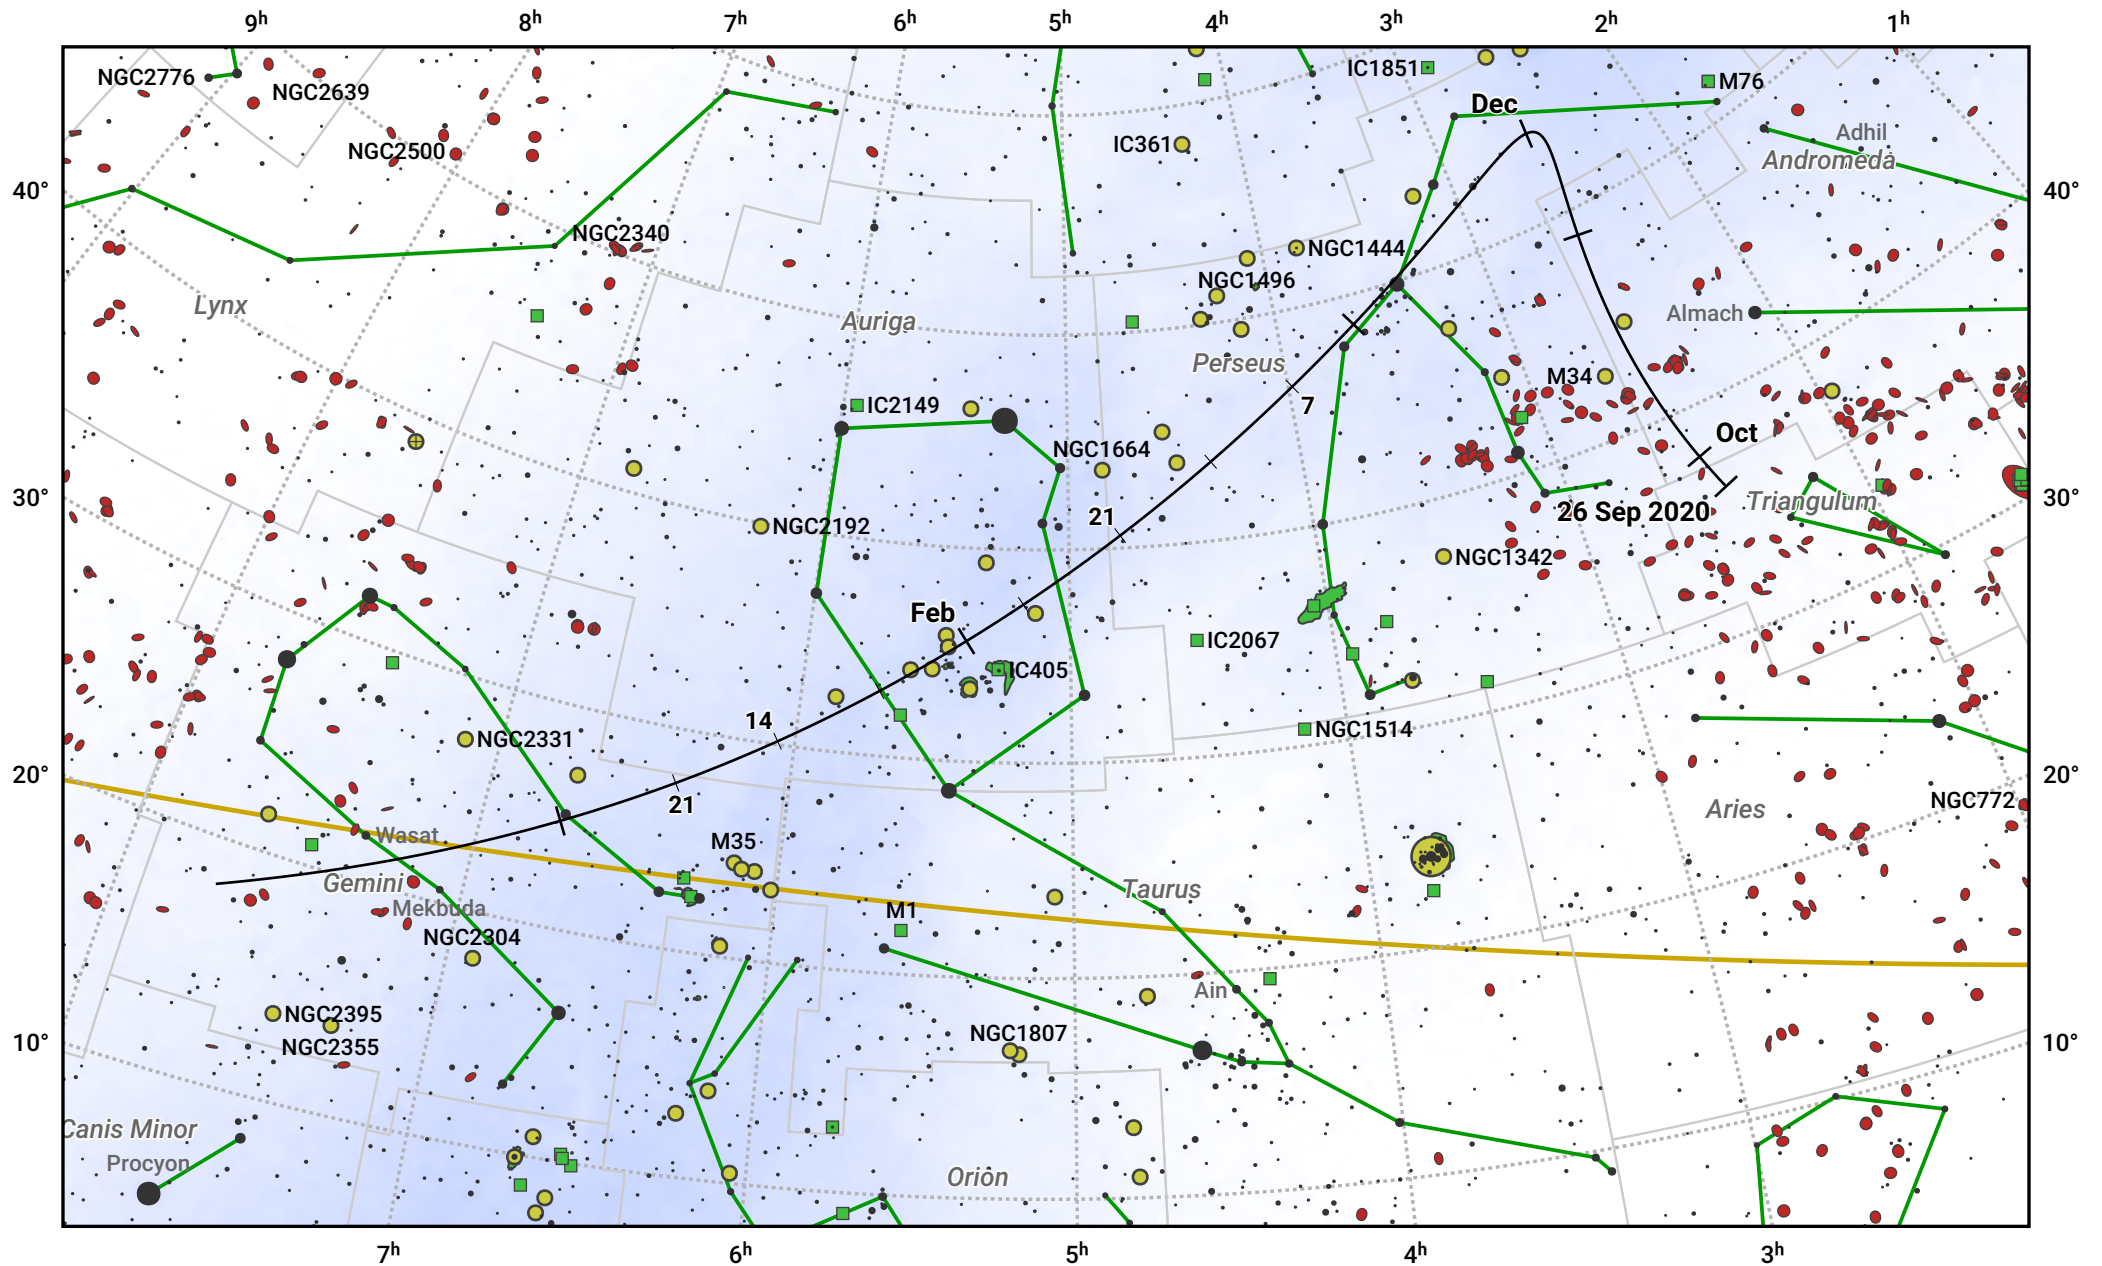 9h 8h 7h 6h 5h 4h 3h 2h 1h
NGC2776
NGC2639
IC1851
M76
Dec
NGC2500
IC361
Adhil
Andromeda
40°
40°
NGC2340
NGC1444
NGC1496
Lynx
Auriga
Almach
Perseus
M34
7
IC2149
Oct
NGC1664
30°
30°
Triangulum
26 Sep 2020
21
NGC2192
NGC1342
Feb
IC2067
IC405
14
NGC2331
NGC1514
20°
20°
21
Aries
NGC772
Wasat
M35
Gemini
Taurus
Mekbuda
M1
NGC2304
Ain
NGC2395
NGC1807
NGC2355
10°
10°
Canis Minor
Procyon
Orion
7h 6h 5h 4h 3h